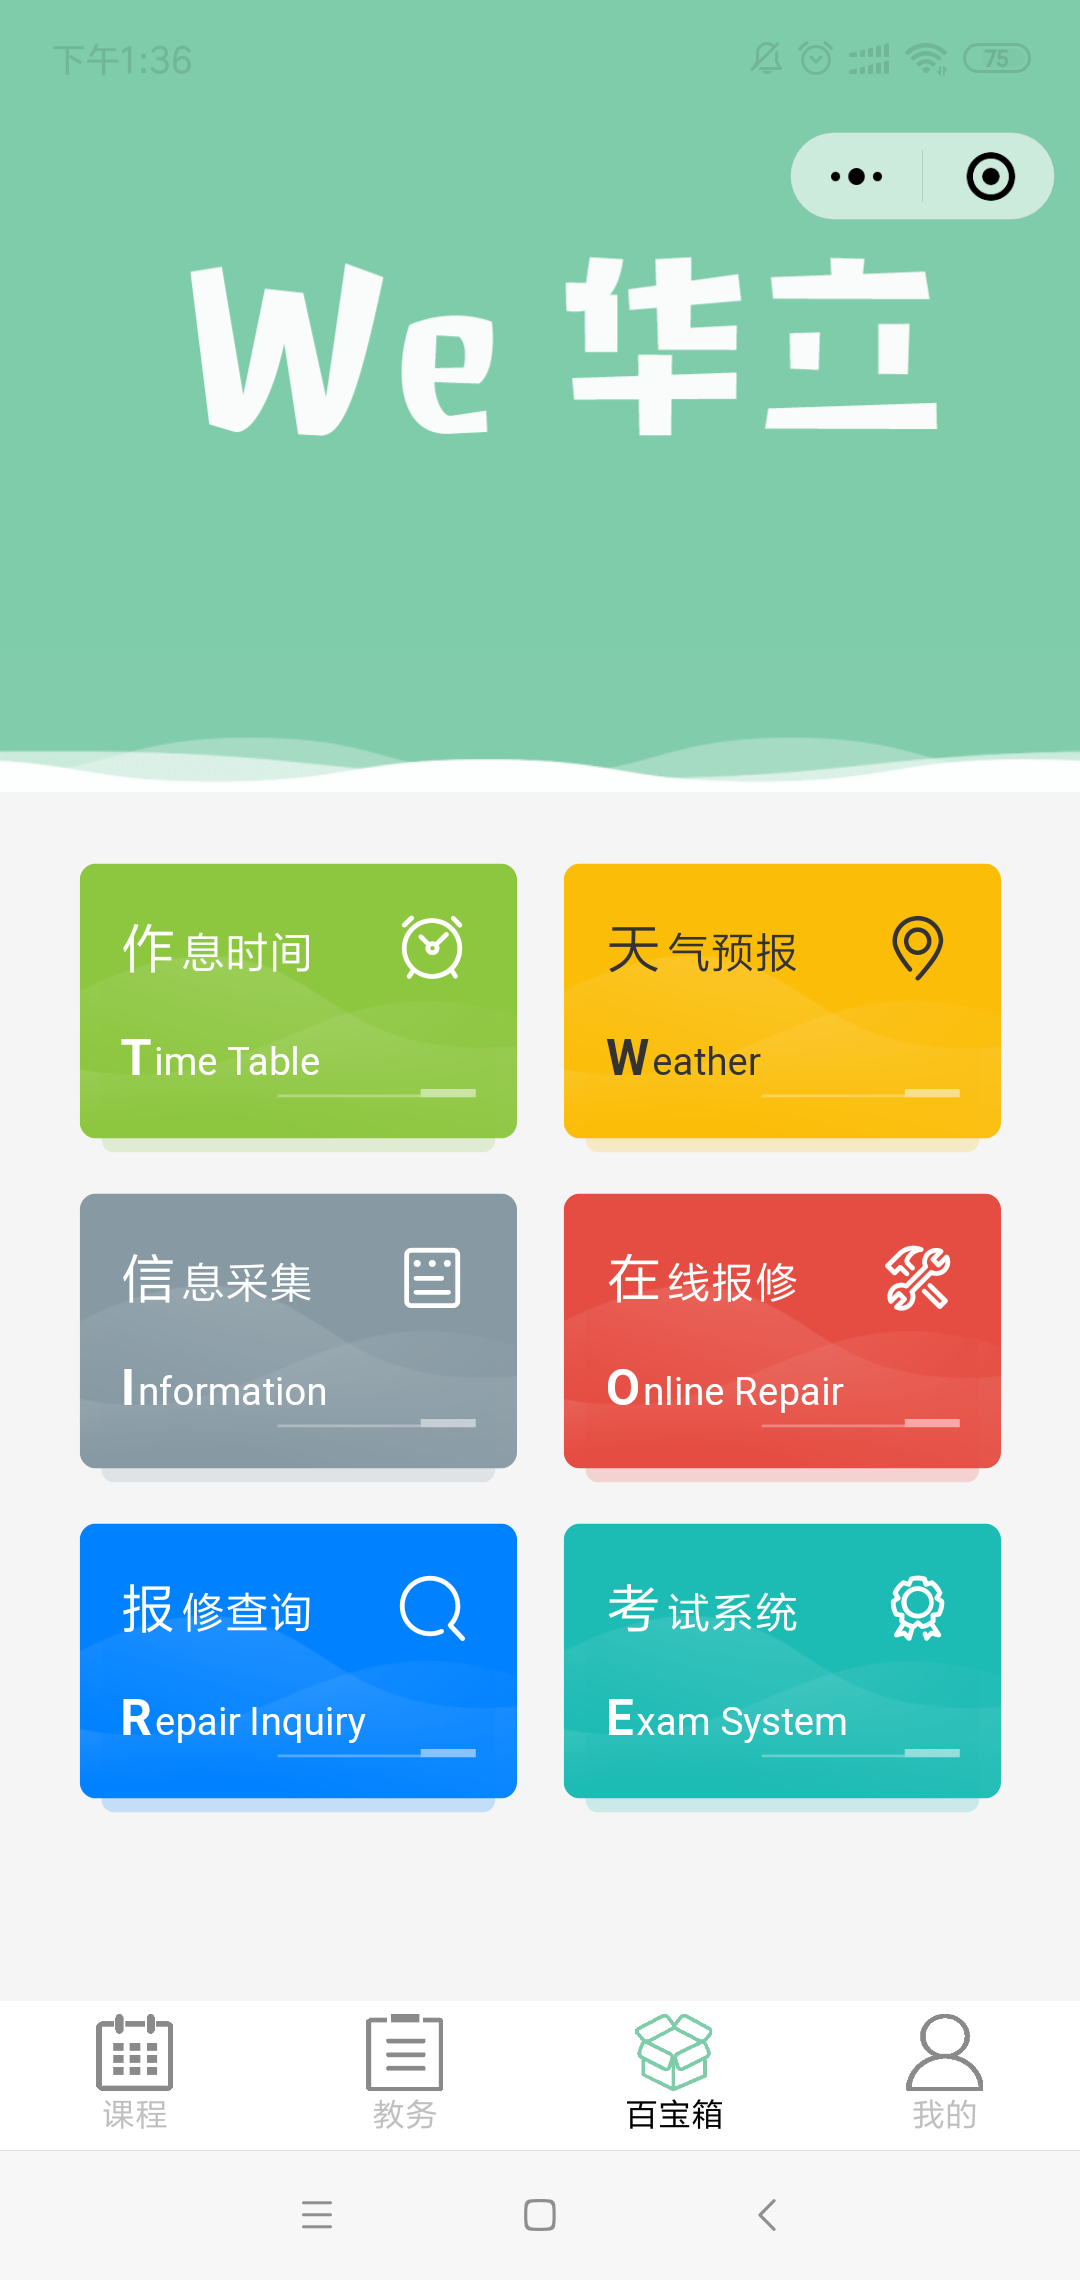 下午1:36
75
We 华立
作息时间
Time Table
天气预报
Weather
信息采集
Information
在线报修
Online Repair
报修查询
Repair Inquiry
考试系统
Exam System
课程
教务
百宝箱
我的